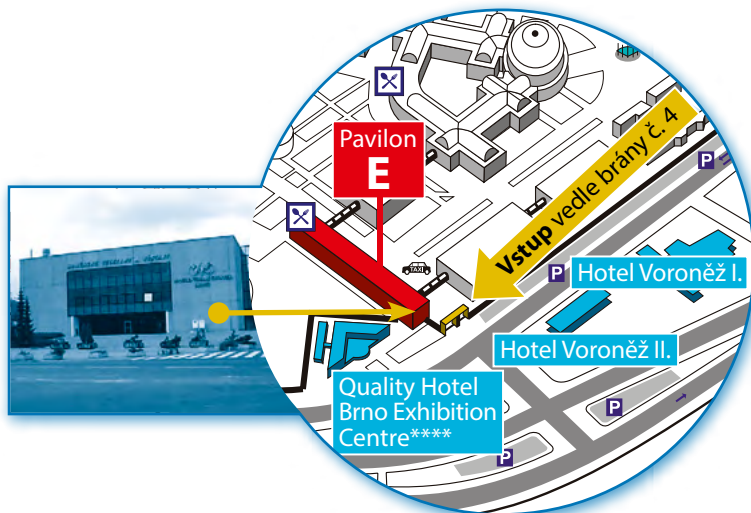 Pavilon
E
Vstup vedle brány č. 4
P
TAXI
P
Hotel Voroněž I.
Hotel Voroněž II.
Quality Hotel
Brno Exhibition
Centre****
P
P